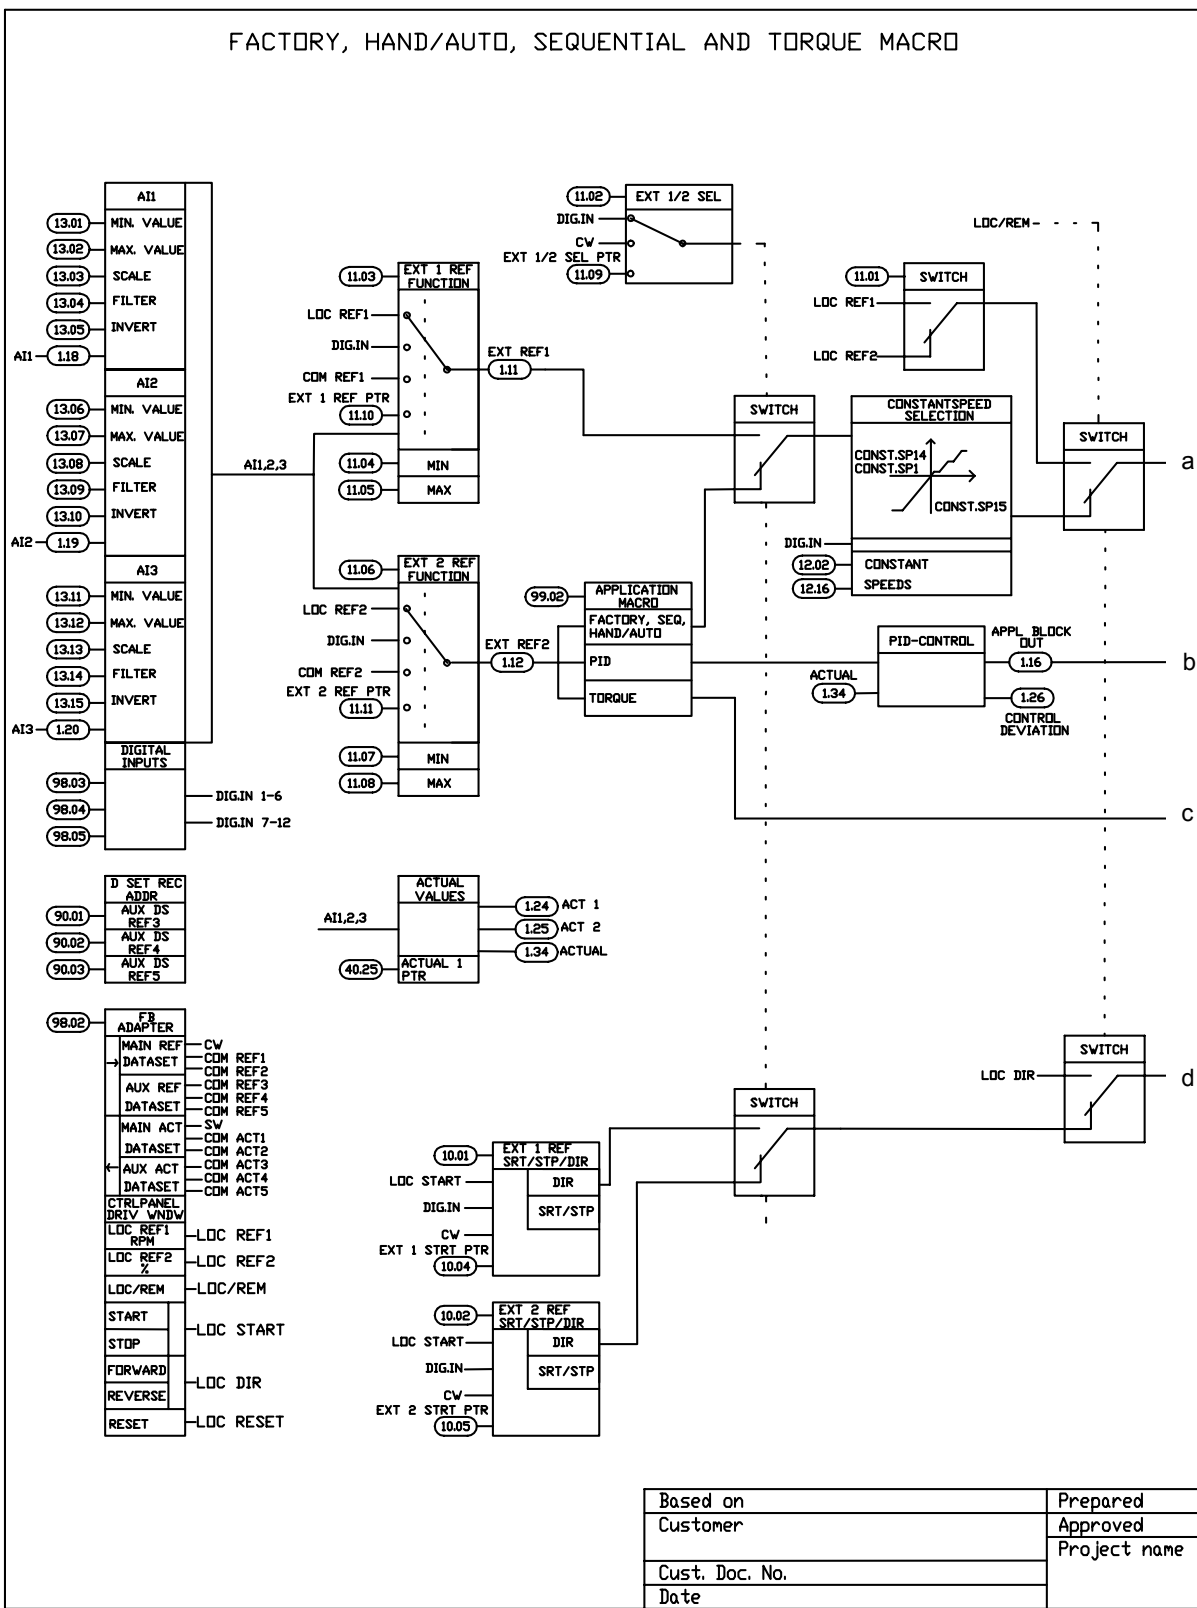 FACTORY, HAND/AUTO, SEQUENTIAL AND TORQUE MACRO
AI1
13.01 MIN. VALUE
13.02 MAX. VALUE
13.03 SCALE
13.04 FILTER
13.05 INVERT
AI1 1.18
AI2
13.06 MIN. VALUE
13.07 MAX. VALUE
13.08 SCALE
13.09 FILTER
13.10 INVERT
AI2 1.19
AI3
13.11 MIN. VALUE
13.12 MAX. VALUE
13.13 SCALE
13.14 FILTER
13.15 INVERT
AI3 1.20
DIGITAL
INPUTS
98.03
98.04
98.05
DIG.IN 1-6
DIG.IN 7-12
AI1,2,3
11.03 EXT 1 REF
FUNCTION
LOC REF1
DIG.IN
COM REF1
EXT 1 REF PTR
11.10
11.04 MIN
11.05 MAX
EXT REF1
1.11
11.06 EXT 2 REF
FUNCTION
LOC REF2
DIG.IN
COM REF2
EXT 2 REF PTR
11.11
11.07 MIN
11.08 MAX
EXT REF2
1.12
11.02 EXT 1/2 SEL
DIG.IN
CW
EXT 1/2 SEL PTR
11.09
99.02 APPLICATION
MACRO
FACTORY, SEQ,
HAND/AUTO
PID
TORQUE
SWITCH
LOC/REM
11.01 SWITCH
LOC REF1
LOC REF2
CONSTANTSPEED
SELECTION
CONST.SP14
CONST.SP1
CONST.SP15
DIG.IN
12.02 CONSTANT
12.16 SPEEDS
SWITCH
a
PID-CONTROL
ACTUAL
1.34
APPL BLOCK
OUT
1.16
b
1.26
CONTROL
DEVIATION
c
D SET REC
ADDR
90.01 AUX DS
REF3
90.02 AUX DS
REF4
90.03 AUX DS
REF5
AI1,2,3
ACTUAL
VALUES
1.24 ACT 1
1.25 ACT 2
1.34 ACTUAL
40.25 ACTUAL 1
PTR
98.02 FB
ADAPTER
MAIN REF CW
DATASET COM REF1
COM REF2
AUX REF COM REF3
COM REF4
DATASET COM REF5
MAIN ACT SW
COM ACT1
DATASET COM ACT2
AUX ACT COM ACT3
COM ACT4
DATASET COM ACT5
CTRLPANEL
DRIV WNDW
LOC REF1
RPM
LOC REF1
LOC REF2
%
LOC REF2
LOC/REM LOC/REM
START
STOP
LOC START
FORWARD
REVERSE
LOC DIR
RESET LOC RESET
10.01 EXT 1 REF
SRT/STP/DIR
LOC START DIR
DIG.IN SRT/STP
CW
EXT 1 STRT PTR
10.04
10.02 EXT 2 REF
SRT/STP/DIR
LOC START DIR
DIG.IN SRT/STP
CW
EXT 2 STRT PTR
10.05
SWITCH
SWITCH
LOC DIR
d
Based on
Customer
Cust. Doc. No.
Date
Prepared
Approved
Project name